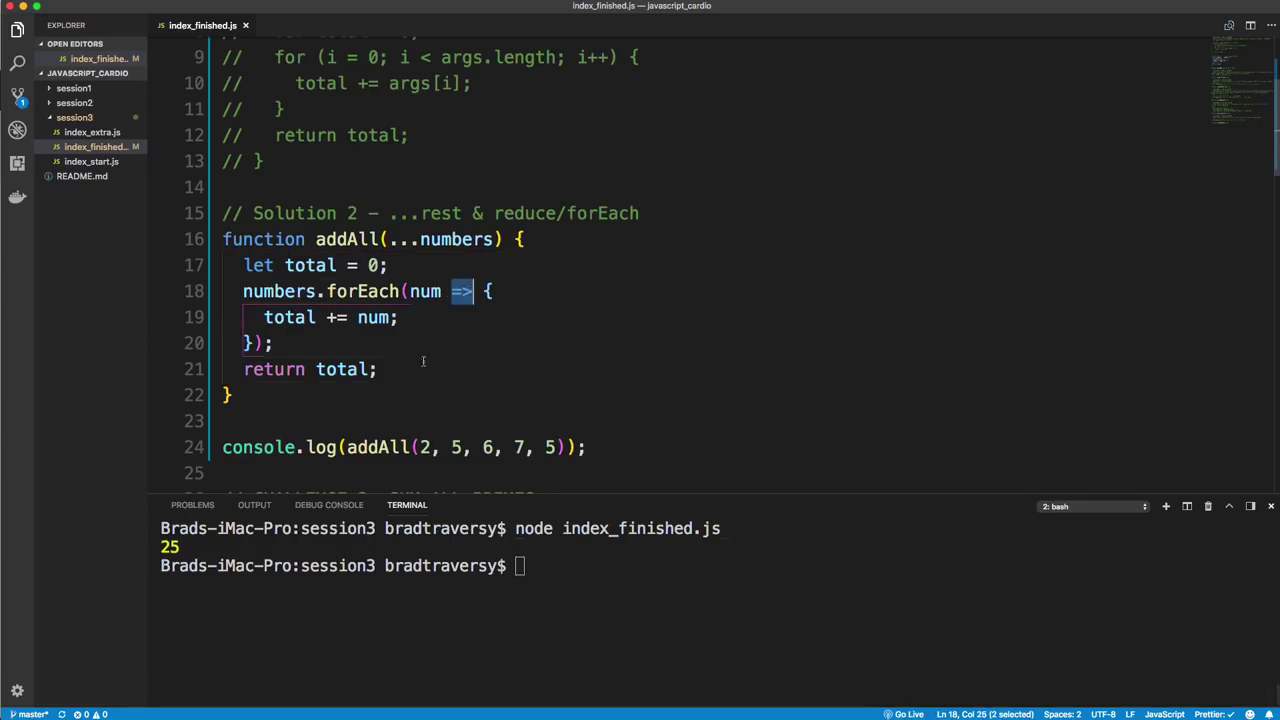 index_finished.js — javascript_cardio
EXPLORER
index_finished.js ×
OPEN EDITORS
index_finishe.. M
JAVASCRIPT_CARDIO
session1
session2
session3
index_extra.js
index_finished... M
index_start.js
README.md
1
9 // for (i = 0; i < args.length; i++) {
10 // total += args[i];
11 // }
12 // return total;
13 // }
14
15 // Solution 2 - ...rest & reduce/forEach
16 function addAll(...numbers) {
17 let total = 0;
18 numbers.forEach(num => {
19 total += num;
20 });
21 return total;
22 }
23
24 console.log(addAll(2, 5, 6, 7, 5));
25
PROBLEMS OUTPUT DEBUG CONSOLE TERMINAL 2: bash
Brads-iMac-Pro:session3 bradtraversy$ node index_finished.js
25
Brads-iMac-Pro:session3 bradtraversy$
master* 0 0 Go Live Ln 18, Col 25 (2 selected) Spaces: 2 UTF-8 LF JavaScript Prettier: ✓